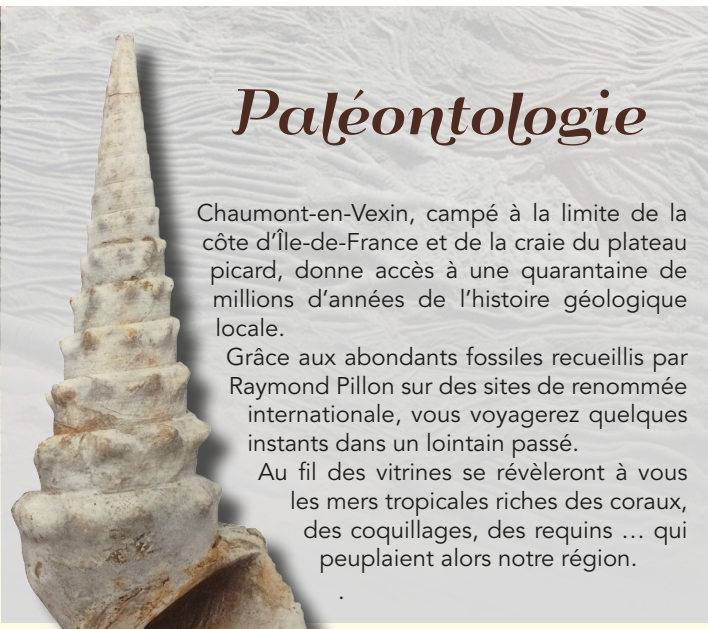 Paléontologie
Chaumont-en-Vexin, campé à la limite de la
côte d'Île-de-France et de la craie du plateau
picard, donne accès à une quarantaine de
millions d'années de l'histoire géologique
locale.
Grâce aux abondants fossiles recueillis par
Raymond Pillon sur des sites de renommée
internationale, vous voyagerez quelques
instants dans un lointain passé.
Au fil des vitrines se révèleront à vous
les mers tropicales riches des coraux,
des coquillages, des requins … qui
peuplaient alors notre région.
.